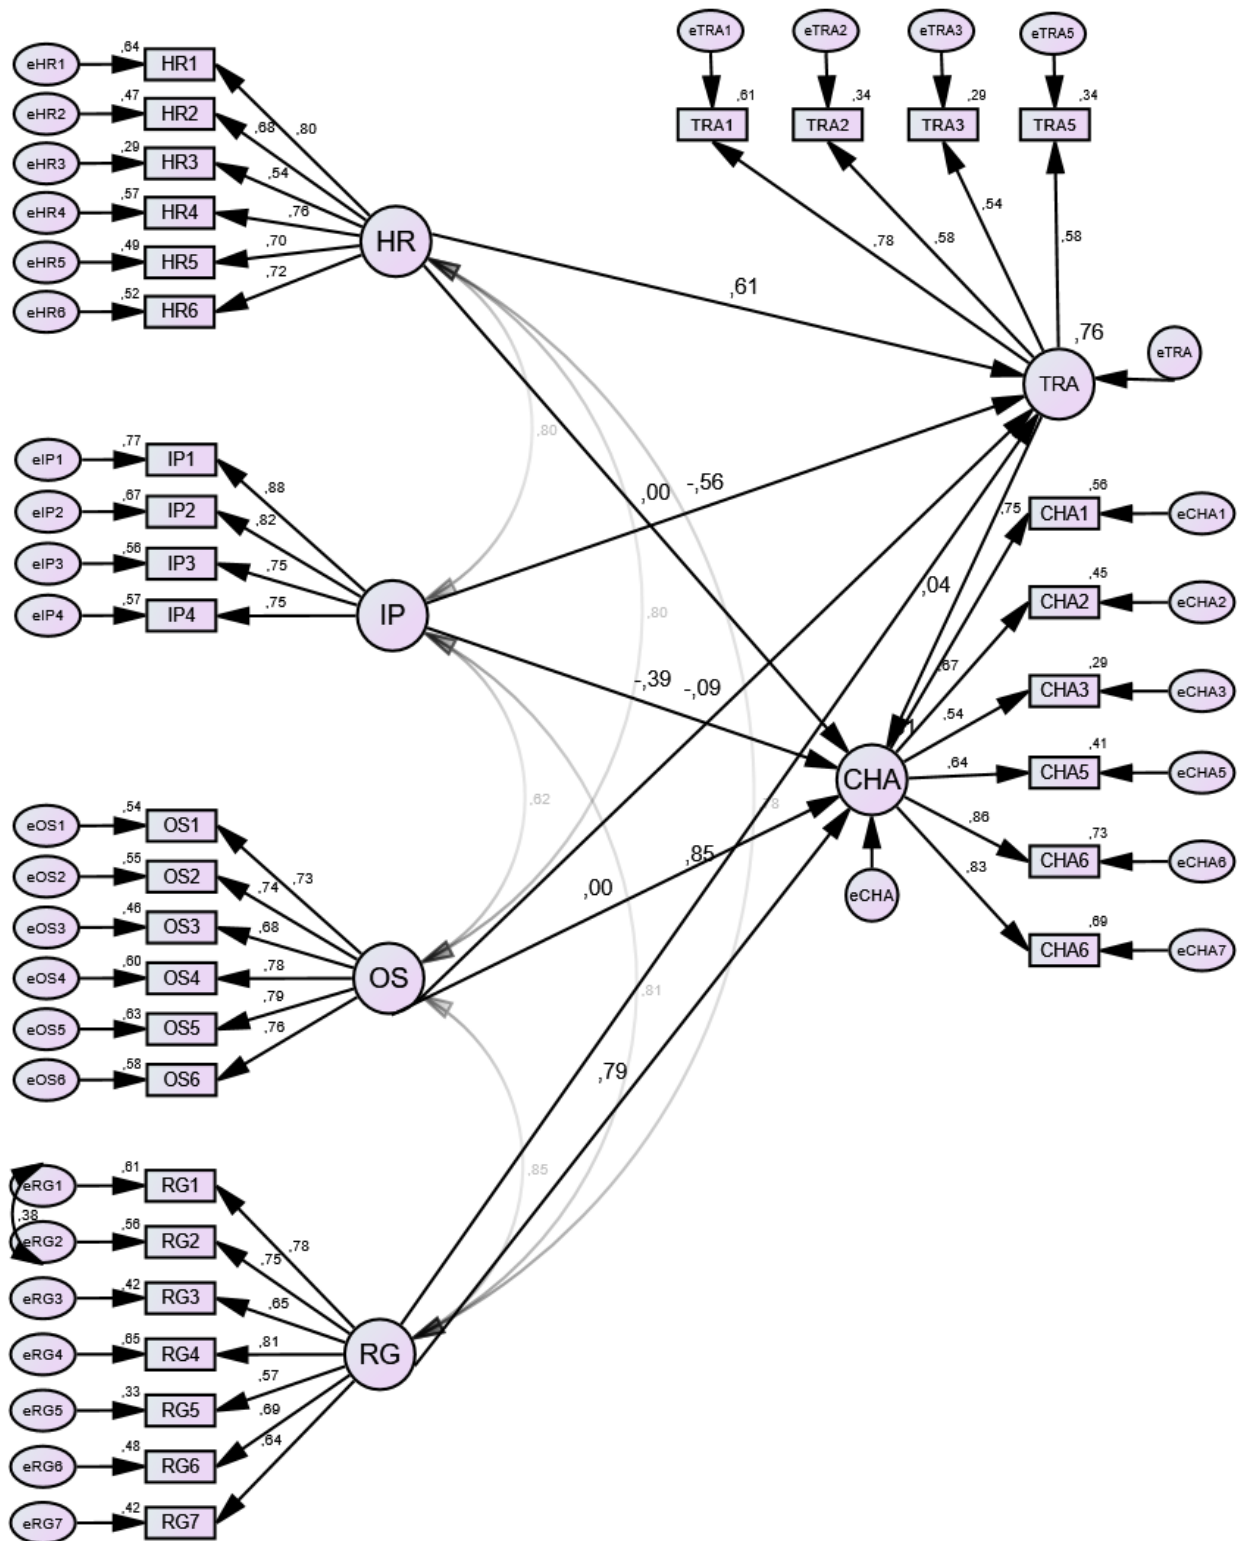 eTRA1 eTRA2 eTRA3 eTRA5
,61 ,34 ,29 ,34
TRA1 TRA2 TRA3 TRA5
,78 ,58 ,54 ,58
eHR1 ,64 HR1 ,80
eHR2 ,47 HR2 ,68
eHR3 ,29 HR3 ,54
eHR4 ,57 HR4 ,76
eHR5 ,49 HR5 ,70
eHR6 ,52 HR6 ,72
HR
,61
,76
TRA
eTRA
,80
,00 -,56
eIP1 ,77 IP1 ,88
eIP2 ,67 IP2 ,82
eIP3 ,56 IP3 ,75
eIP4 ,57 IP4 ,75
IP
,80
,04
-,39 -,09
,75 CHA1 ,56 eCHA1
,67 CHA2 ,45 eCHA2
,54 CHA3 ,29 eCHA3
,64 CHA5 ,41 eCHA5
,86 CHA6 ,73 eCHA6
,83 CHA6 ,69 eCHA7
CHA
eCHA
,62
,78
,85
,00
eOS1 ,54 OS1 ,73
eOS2 ,55 OS2 ,74
eOS3 ,46 OS3 ,68
eOS4 ,60 OS4 ,78
eOS5 ,63 OS5 ,79
eOS6 ,58 OS6 ,76
OS
,81
,79
,85
eRG1 ,61 RG1 ,78
,38
eRG2 ,56 RG2 ,75
eRG3 ,42 RG3 ,65
eRG4 ,65 RG4 ,81
eRG5 ,33 RG5 ,57
eRG6 ,48 RG6 ,69
eRG7 ,42 RG7 ,64
RG